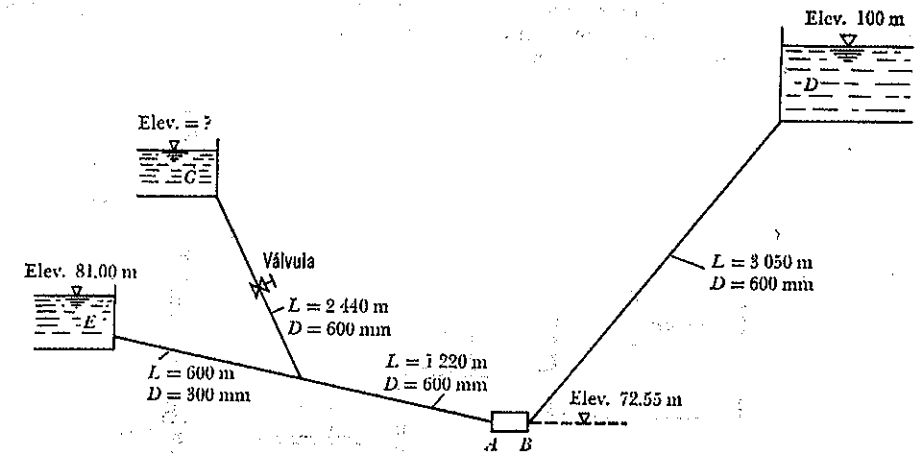 Elev. 100 m
D
Elev. = ?
C
Válvula
Elev. 81.00 m
E
L = 2 440 m
D = 600 mm
L = 3 050 m
D = 600 mm
L = 600 m
D = 300 mm
L = 1 220 m
D = 600 mm
Elev. 72.55 m
A B